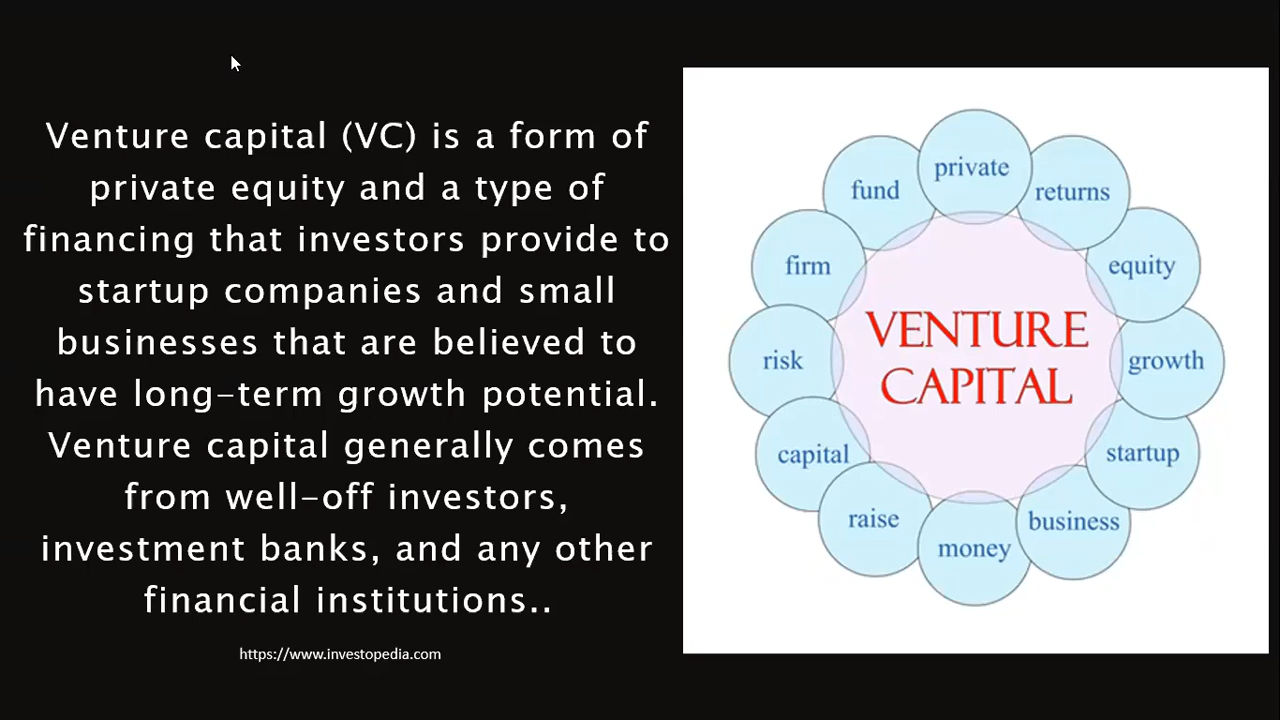 Venture capital (VC) is a form of
private equity and a type of
financing that investors provide to
startup companies and small
businesses that are believed to
have long-term growth potential.
Venture capital generally comes
from well-off investors,
investment banks, and any other
financial institutions..
https://www.investopedia.com
private
returns
equity
growth
startup
business
money
raise
capital
risk
firm
fund
VENTURE
CAPITAL